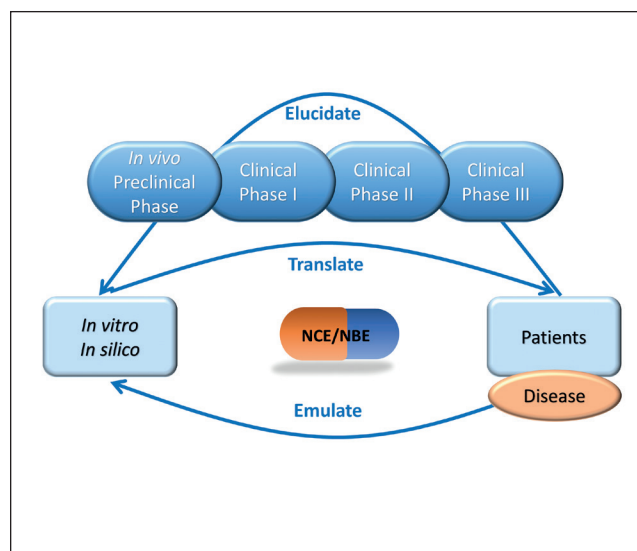 Elucidate
In vivo
Preclinical
Phase
Clinical
Phase I
Clinical
Phase II
Clinical
Phase III
Translate
In vitro
In silico
NCE/NBE
Patients
Disease
Emulate